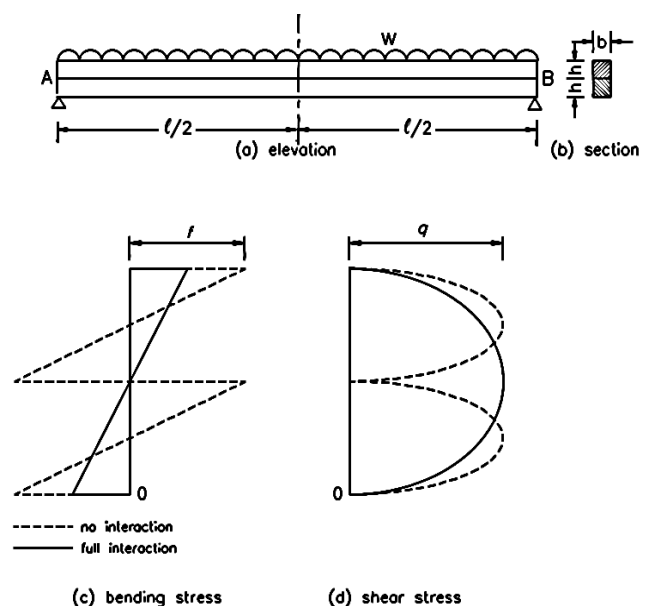 W
A
B
b
h
h
ℓ/2
ℓ/2
(a) elevation
(b) section
f
q
0
0
no interaction
full interaction
(c) bending stress
(d) shear stress